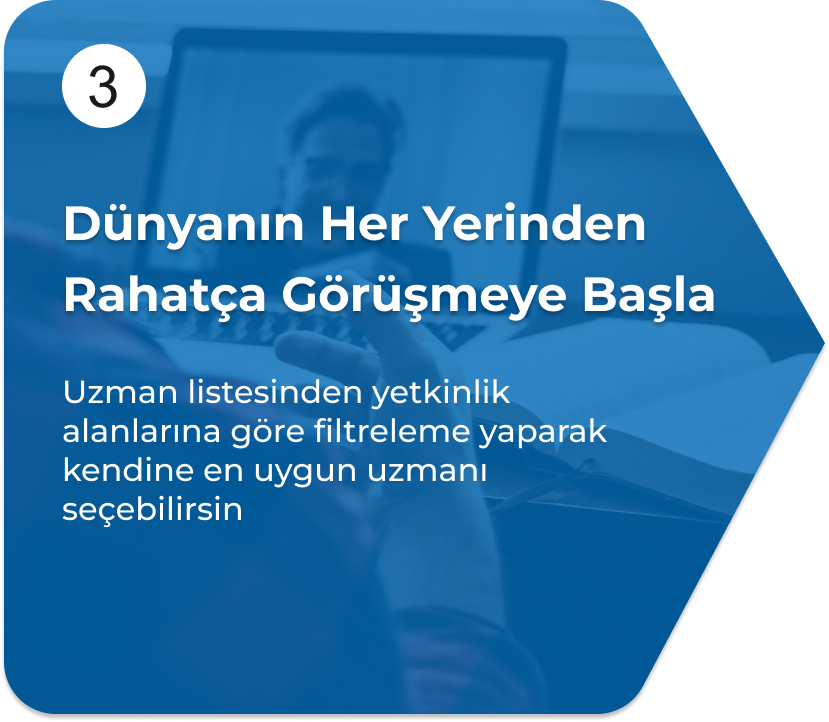 3
Dünyanın Her Yerinden
Rahatça Görüşmeye Başla
Uzman listesinden yetkinlik
alanlarına göre filtreleme yaparak
kendine en uygun uzmanı
seçebilirsin